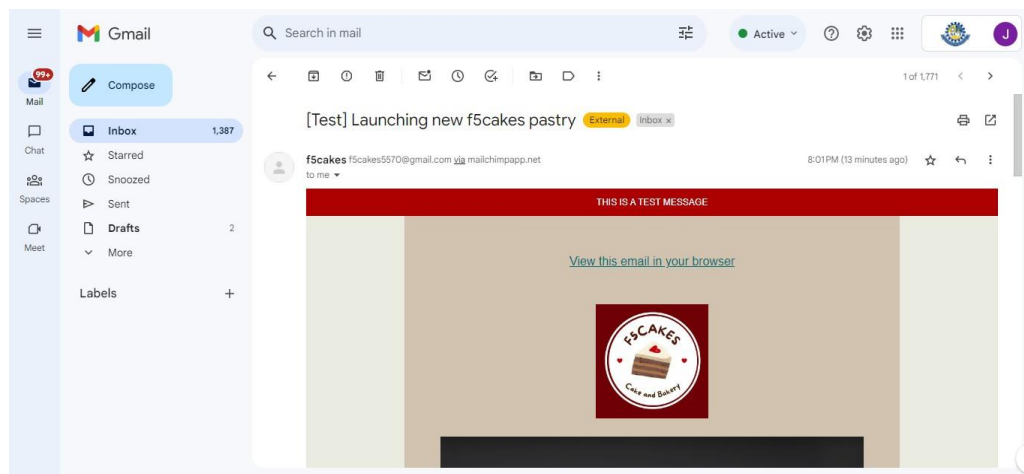 Gmail
Search in mail
Active
J
99+
Mail
Compose
1 of 1,771
Inbox 1,387
[Test] Launching new f5cakes pastry External Inbox x
Chat
Starred
f5cakes f5cakes5570@gmail.com via mailchimpapp.net 8:01 PM (13 minutes ago)
Snoozed
to me
Spaces
Sent
THIS IS A TEST MESSAGE
Drafts 2
Meet
More
View this email in your browser
Labels
F5CAKES
Cake and Bakery